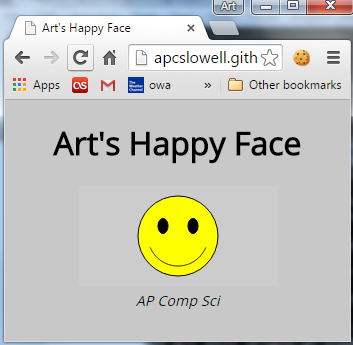 Art
Art's Happy Face
apcslowell.gith
Apps
owa
»
Other bookmarks
Art's Happy Face
AP Comp Sci